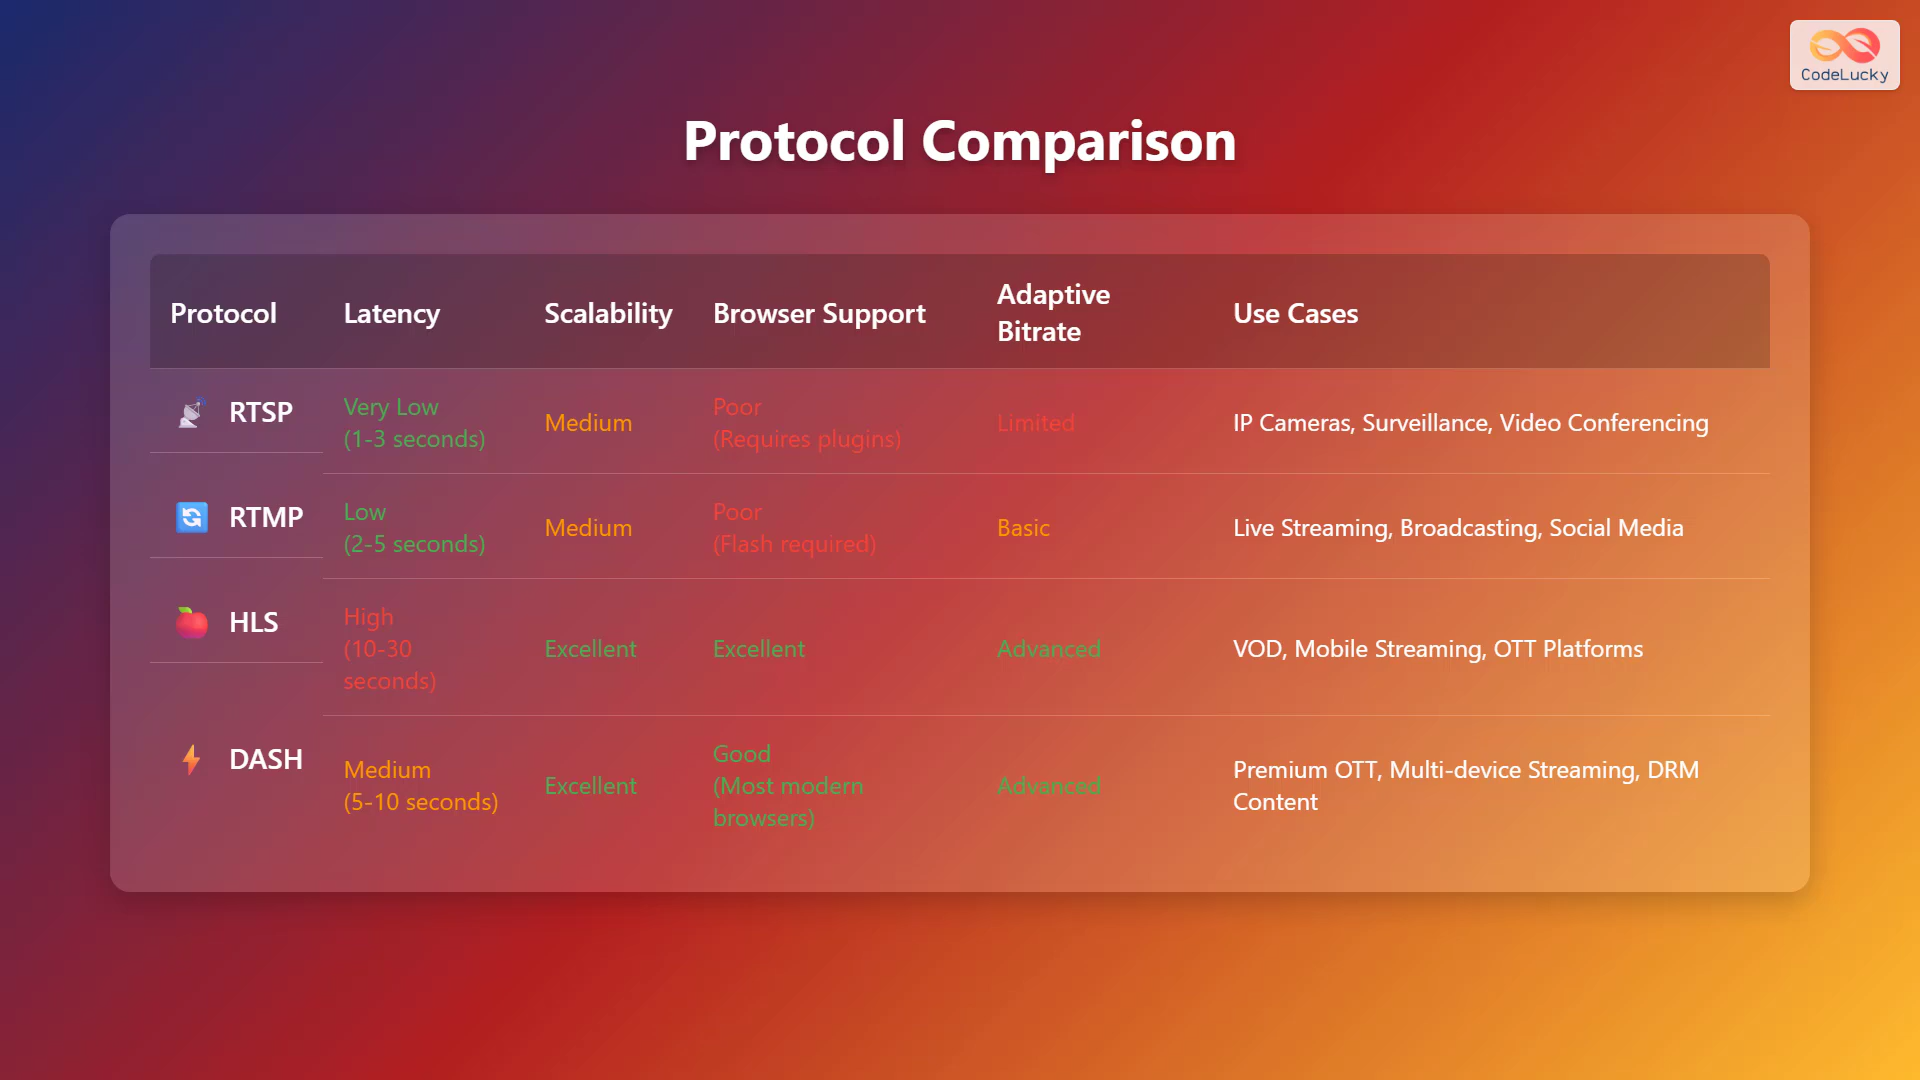 CodeLucky
Protocol Comparison
Protocol
Latency
Scalability
Browser Support
Adaptive
Bitrate
Use Cases
RTSP
Very Low
(1-3 seconds)
Medium
Poor
(Requires plugins)
Limited
IP Cameras, Surveillance, Video Conferencing
RTMP
Low
(2-5 seconds)
Medium
Poor
(Flash required)
Basic
Live Streaming, Broadcasting, Social Media
HLS
High
(10-30
seconds)
Excellent
Excellent
Advanced
VOD, Mobile Streaming, OTT Platforms
DASH
Medium
(5-10 seconds)
Excellent
Good
(Most modern
browsers)
Advanced
Premium OTT, Multi-device Streaming, DRM
Content